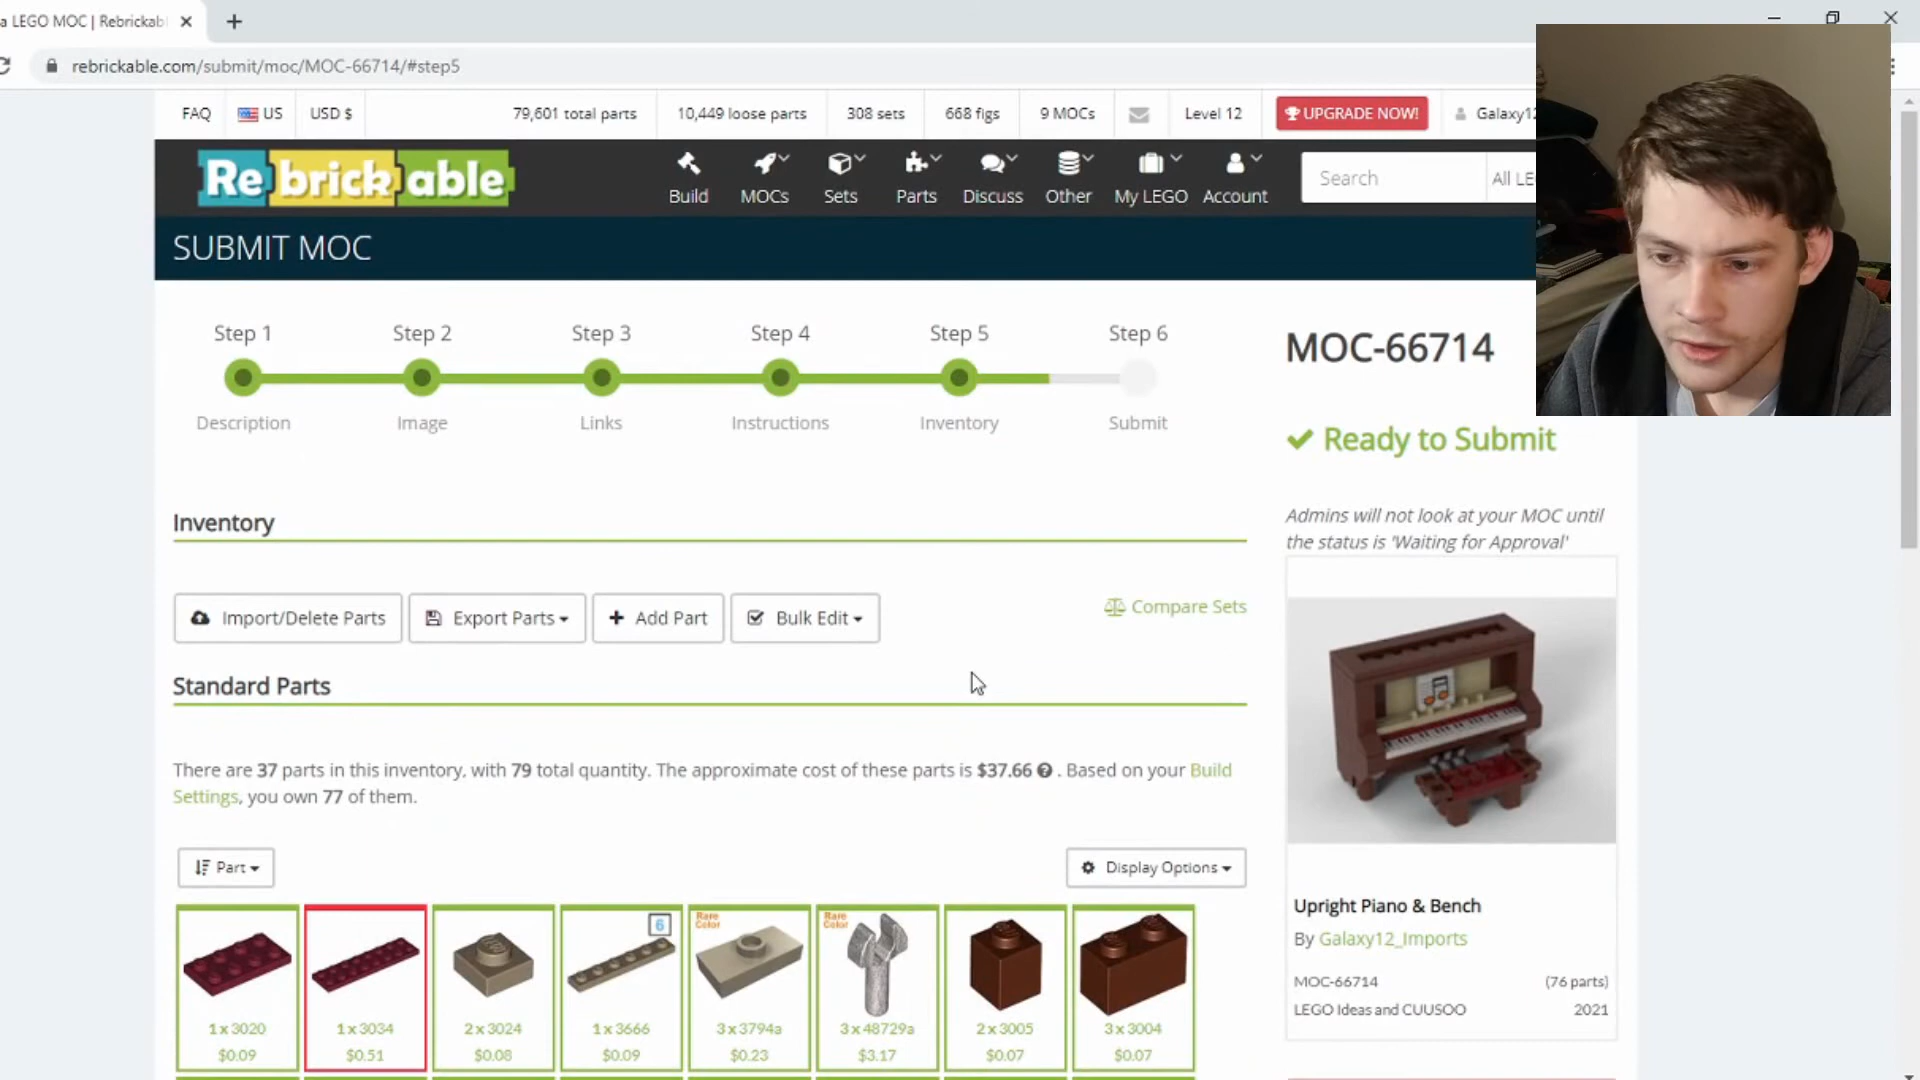 a LEGO MOC | Rebrickab
rebrickable.com/submit/moc/MOC-66714/#step5
FAQ US USD $ 79,601 total parts 10,449 loose parts 308 sets 668 figs 9 MOCs Level 12 UPGRADE NOW! Galaxy12
Rebrickable Build MOCs Sets Parts Discuss Other My LEGO Account Search All LE
SUBMIT MOC
Step 1 Step 2 Step 3 Step 4 Step 5 Step 6
Description Image Links Instructions Inventory Submit
MOC-66714
Ready to Submit
Admins will not look at your MOC until
the status is 'Waiting for Approval'
Inventory
Import/Delete Parts Export Parts Add Part Bulk Edit Compare Sets
Standard Parts
There are 37 parts in this inventory, with 79 total quantity. The approximate cost of these parts is $37.66 . Based on your Build
Settings, you own 77 of them.
Part Display Options
6 Rare Color Rare Color
1 x 3020 1 x 3034 2 x 3024 1 x 3666 3 x 3794a 3 x 48729a 2 x 3005 3 x 3004
$0.09 $0.51 $0.08 $0.09 $0.23 $3.17 $0.07 $0.07
Upright Piano & Bench
By Galaxy12_Imports
MOC-66714 (76 parts)
LEGO Ideas and CUUSOO 2021